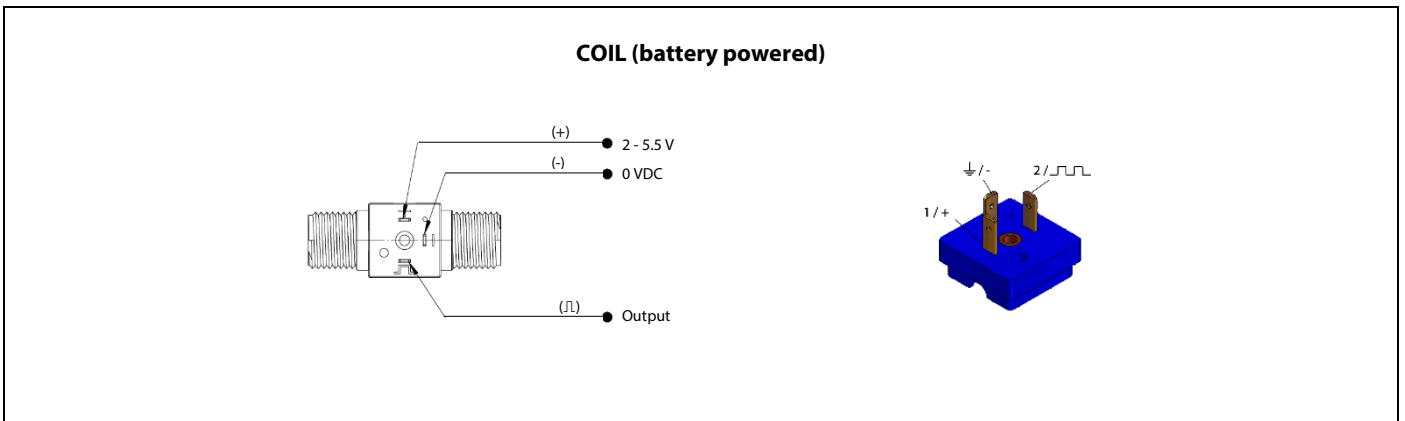 COIL (battery powered)
(+)
2 - 5.5 V
(-)
0 VDC
(⎍)
Output
⏚ / -
2 / ⎍⎍⎍
1 / +